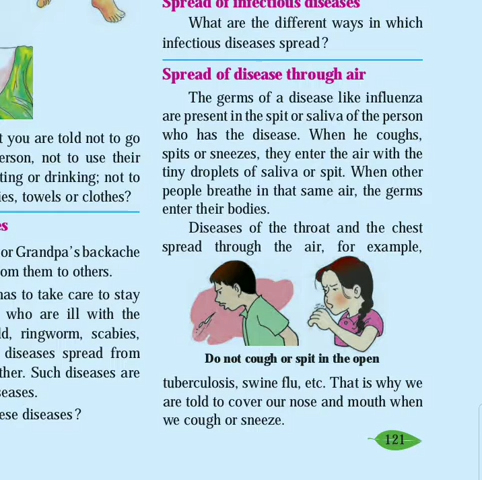 t you are told not to go
erson, not to use their
ting or drinking; not to
ies, towels or clothes?
es
or Grandpa's backache
om them to others.
has to take care to stay
who are ill with the
ld, ringworm, scabies,
diseases spread from
ther. Such diseases are
seases.
ese diseases?
Spread of infectious diseases
What are the different ways in which
infectious diseases spread?
Spread of disease through air
The germs of a disease like influenza
are present in the spit or saliva of the person
who has the disease. When he coughs,
spits or sneezes, they enter the air with the
tiny droplets of saliva or spit. When other
people breathe in that same air, the germs
enter their bodies.
Diseases of the throat and the chest
spread through the air, for example,
Do not cough or spit in the open
tuberculosis, swine flu, etc. That is why we
are told to cover our nose and mouth when
we cough or sneeze.
121